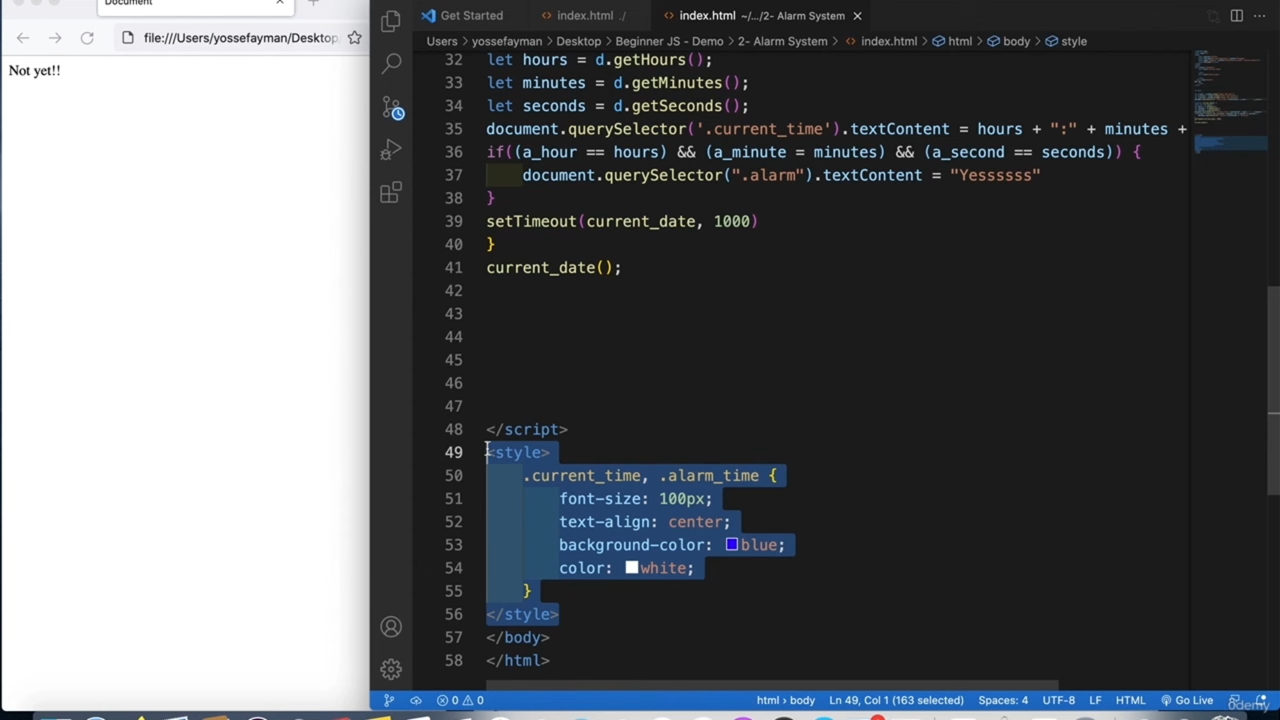 Document
file:///Users/yossefayman/Desktop,
Not yet!!
Get Started
index.html ./
index.html ~/.../2- Alarm System
Users > yossefayman > Desktop > Beginner JS - Demo > 2- Alarm System > index.html > html > body > style
32 let hours = d.getHours();
33 let minutes = d.getMinutes();
34 let seconds = d.getSeconds();
35 document.querySelector('.current_time').textContent = hours + ":" + minutes +
36 if((a_hour == hours) && (a_minute = minutes) && (a_second == seconds)) {
37 document.querySelector(".alarm").textContent = "Yessssss"
38 }
39 setTimeout(current_date, 1000)
40 }
41 current_date();
42
43
44
45
46
47
48 </script>
49 <style>
50 .current_time, .alarm_time {
51 font-size: 100px;
52 text-align: center;
53 background-color: blue;
54 color: white;
55 }
56 </style>
57 </body>
58 </html>
0 0
html > body
Ln 49, Col 1 (163 selected)
Spaces: 4
UTF-8
LF
HTML
Go Live
udemy